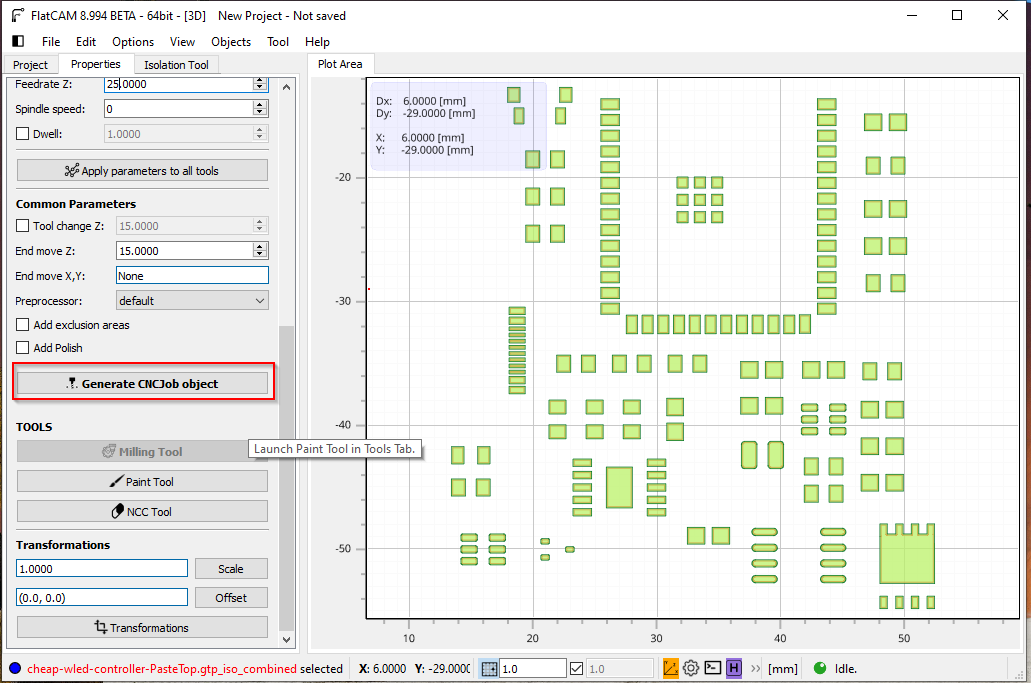 FlatCAM 8.994 BETA - 64bit - [3D] New Project - Not saved
File Edit Options View Objects Tool Help
Project Properties Isolation Tool Plot Area
Feedrate Z: 25.0000
Spindle speed: 0
Dwell: 1.0000
Apply parameters to all tools
Common Parameters
Tool change Z: 15.0000
End move Z: 15.0000
End move X,Y: None
Preprocessor: default
Add exclusion areas
Add Polish
Generate CNCJob object
TOOLS
Milling Tool
Launch Paint Tool in Tools Tab.
Paint Tool
NCC Tool
Transformations
1.0000 Scale
(0.0, 0.0) Offset
Transformations
Dx: 6.0000 [mm]
Dy: -29.0000 [mm]
X: 6.0000 [mm]
Y: -29.0000 [mm]
-20
-30
-40
-50
10 20 30 40 50
cheap-wled-controller-PasteTop.gtp_iso_combined selected X: 6.0000 Y: -29.000 1.0 1.0 H >> [mm] Idle.